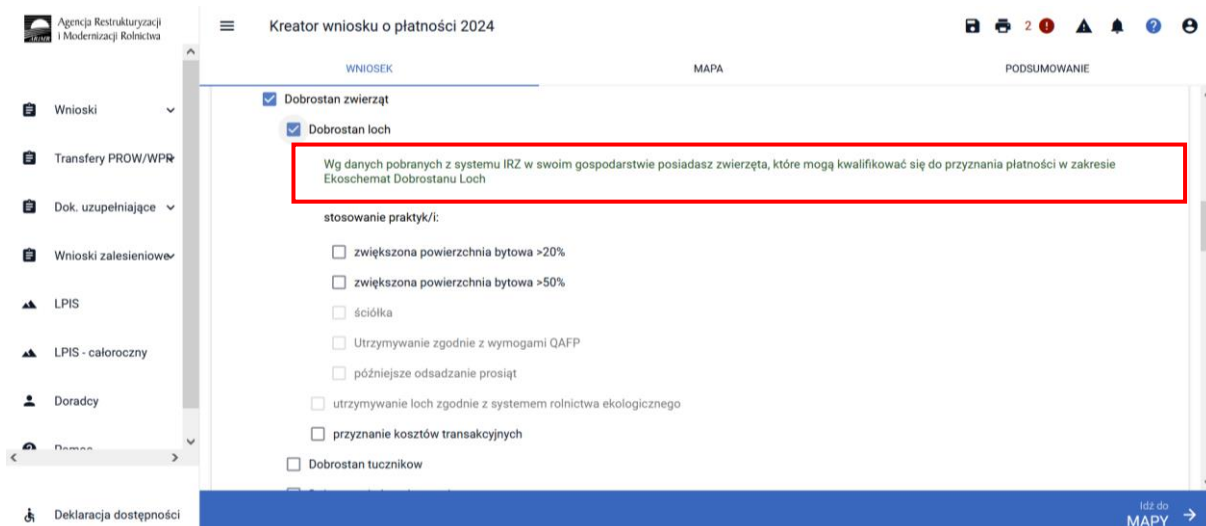 Agencja Restrukturyzacji
i Modernizacji Rolnictwa
Kreator wniosku o płatności 2024
2
WNIOSEK
MAPA
PODSUMOWANIE
Wnioski
Transfery PROW/WPR
Dok. uzupełniające
Wnioski zalesieniowe
LPIS
LPIS - całoroczny
Doradcy
Pomoc
Deklaracja dostępności
Dobrostan zwierząt
Dobrostan loch
Wg danych pobranych z systemu IRZ w swoim gospodarstwie posiadasz zwierzęta, które mogą kwalifikować się do przyznania płatności w zakresie
Ekoschemat Dobrostanu Loch
stosowanie praktyk/i:
zwiększona powierzchnia bytowa >20%
zwiększona powierzchnia bytowa >50%
ściółka
Utrzymywanie zgodnie z wymogami QAFP
późniejsze odsadzanie prosiąt
utrzymywanie loch zgodnie z systemem rolnictwa ekologicznego
przyznanie kosztów transakcyjnych
Dobrostan tucznikow
Idź do
MAPY